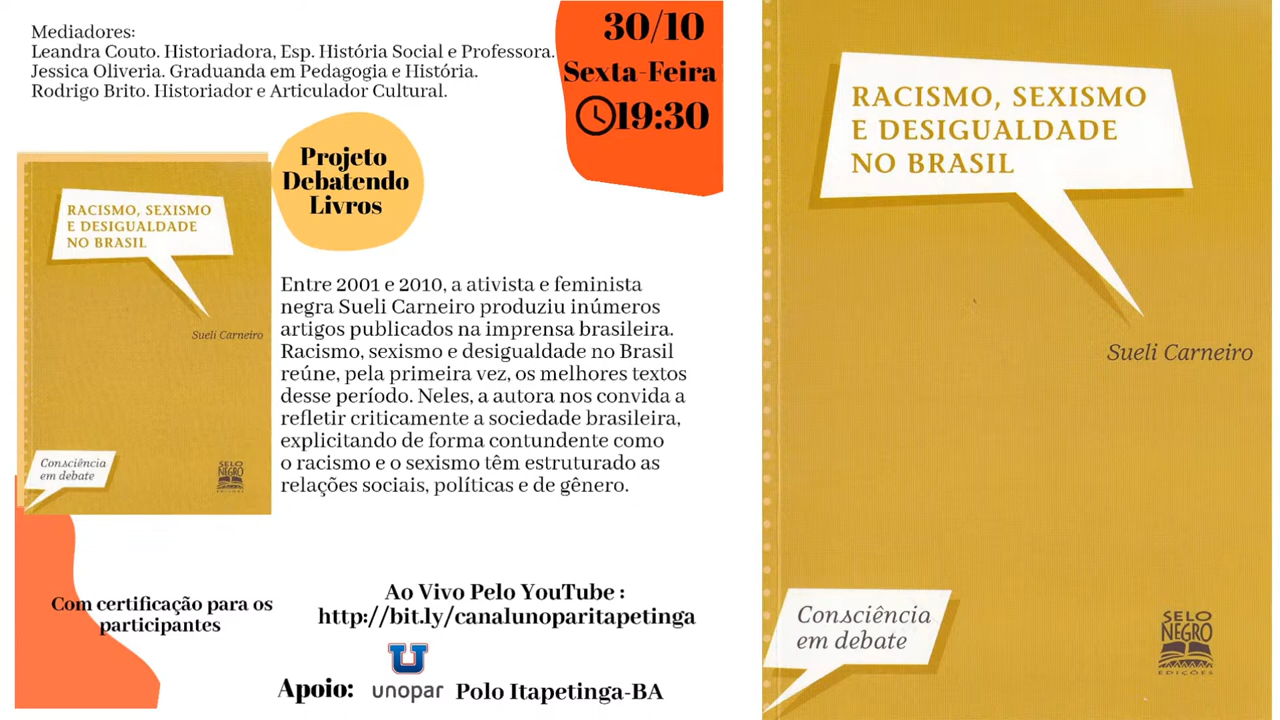 Mediadores:
Leandra Couto. Historiadora, Esp. História Social e Professora.
Jessica Oliveria. Graduanda em Pedagogia e História.
Rodrigo Brito. Historiador e Articulador Cultural.
30/10
Sexta-Feira
19:30
Projeto
Debatendo
Livros
RACISMO, SEXISMO
E DESIGUALDADE
NO BRASIL
Sueli Carneiro
Consciência
em debate
SELO
NEGRO
EDIÇÕES
Entre 2001 e 2010, a ativista e feminista
negra Sueli Carneiro produziu inúmeros
artigos publicados na imprensa brasileira.
Racismo, sexismo e desigualdade no Brasil
reúne, pela primeira vez, os melhores textos
desse período. Neles, a autora nos convida a
refletir criticamente a sociedade brasileira,
explicitando de forma contundente como
o racismo e o sexismo têm estruturado as
relações sociais, políticas e de gênero.
Com certificação para os
participantes
Ao Vivo Pelo YouTube :
http://bit.ly/canalunoparitapetinga
Apoio: unopar Polo Itapetinga-BA
RACISMO, SEXISMO
E DESIGUALDADE
NO BRASIL
Sueli Carneiro
Consciência
em debate
SELO
NEGRO
EDIÇÕES